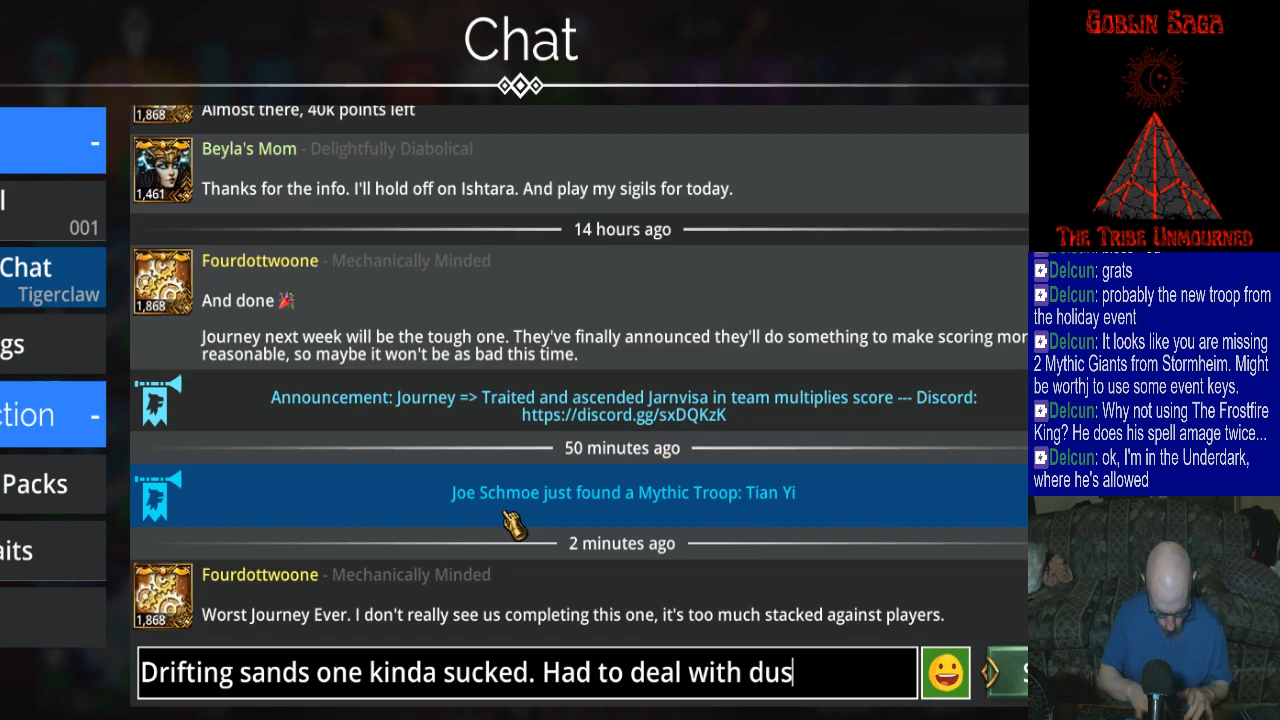 Chat
Almost there, 40k points left
1,868
Beyla's Mom - Delightfully Diabolical
Thanks for the info. I'll hold off on Ishtara. And play my sigils for today.
1,461
14 hours ago
Fourdottwoone - Mechanically Minded
And done 🎉
1,868
Journey next week will be the tough one. They've finally announced they'll do something to make scoring mor
reasonable, so maybe it won't be as bad this time.
Announcement: Journey => Traited and ascended Jarnvisa in team multiplies score --- Discord:
https://discord.gg/sxDQKzK
50 minutes ago
Joe Schmoe just found a Mythic Troop: Tian Yi
2 minutes ago
Fourdottwoone - Mechanically Minded
Worst Journey Ever. I don't really see us completing this one, it's too much stacked against players.
1,868
Drifting sands one kinda sucked. Had to deal with dus
-
l
001
Chat
Tigerclaw
gs
ction -
Packs
aits
Goblin Saga
The Tribe Unmourned
Delcun: grats
Delcun: probably the new troop from
the holiday event
Delcun: It looks like you are missing
2 Mythic Giants from Stormheim. Might
be worthj to use some event keys.
Delcun: Why not using The Frostfire
King? He does his spell amage twice...
Delcun: ok, I'm in the Underdark,
where he's allowed